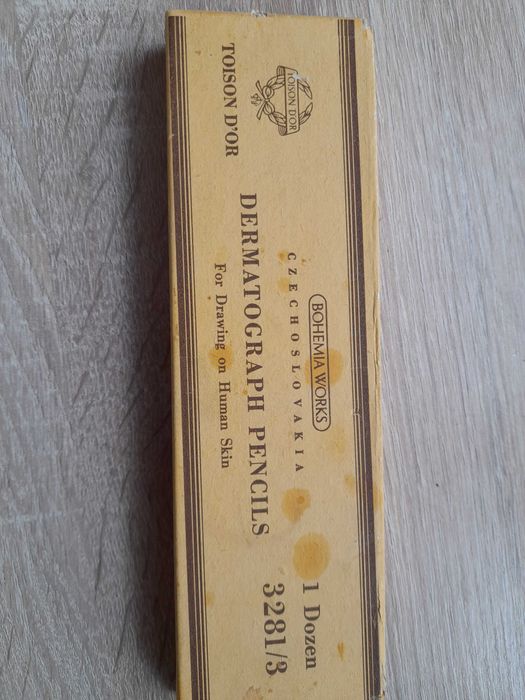 TOISON D'OR
TOISON D'OR
BOHEMIA WORKS
CZECHOSLOVAKIA
DERMATOGRAPH PENCILS
For Drawing on Human Skin
1 Dozen
3281/3